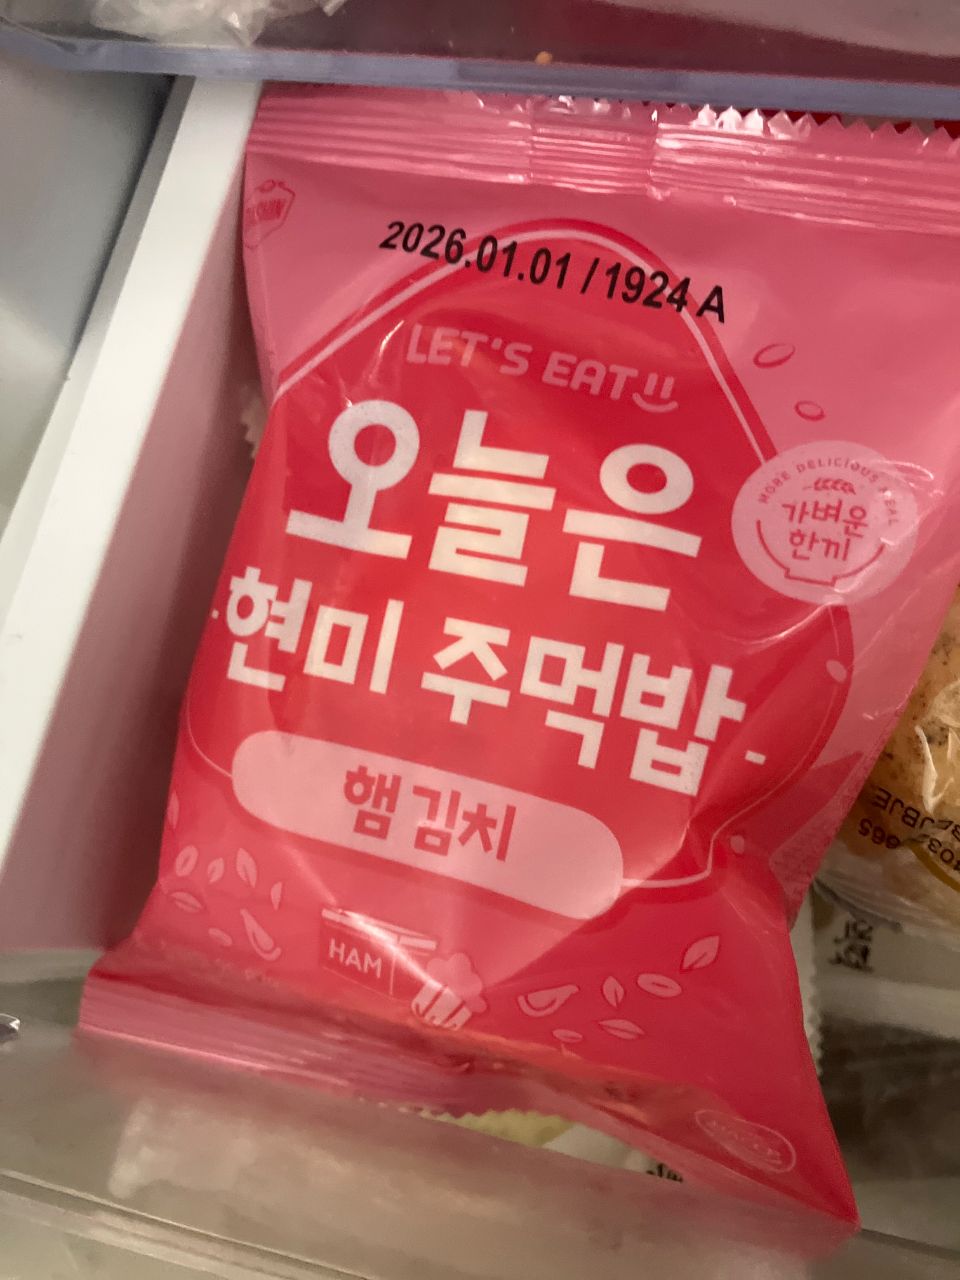 2026.01.01 / 1924 A
LET'S EAT
오늘은
현미 주먹밥
햄 김치
MORE DELICIOUS MEAL
가벼운
한끼
HAM